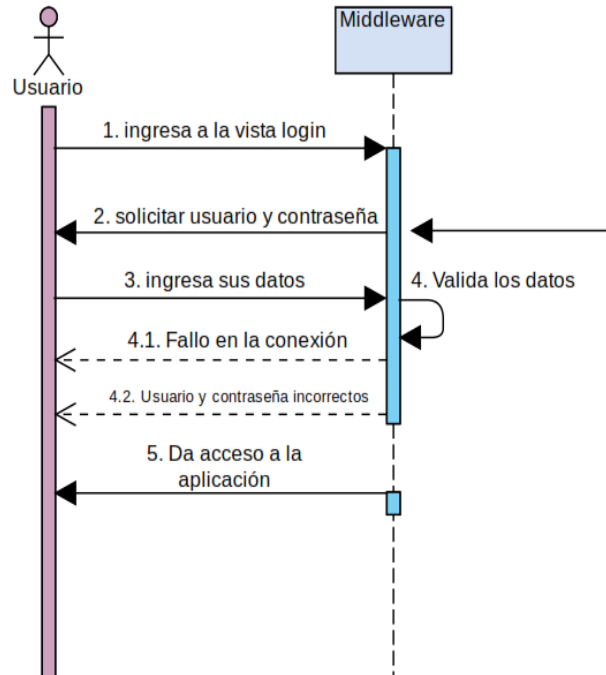 Middleware
Usuario
1. ingresa a la vista login
2. solicitar usuario y contraseña
3. ingresa sus datos
4. Valida los datos
4.1. Fallo en la conexión
4.2. Usuario y contraseña incorrectos
5. Da acceso a la
aplicación